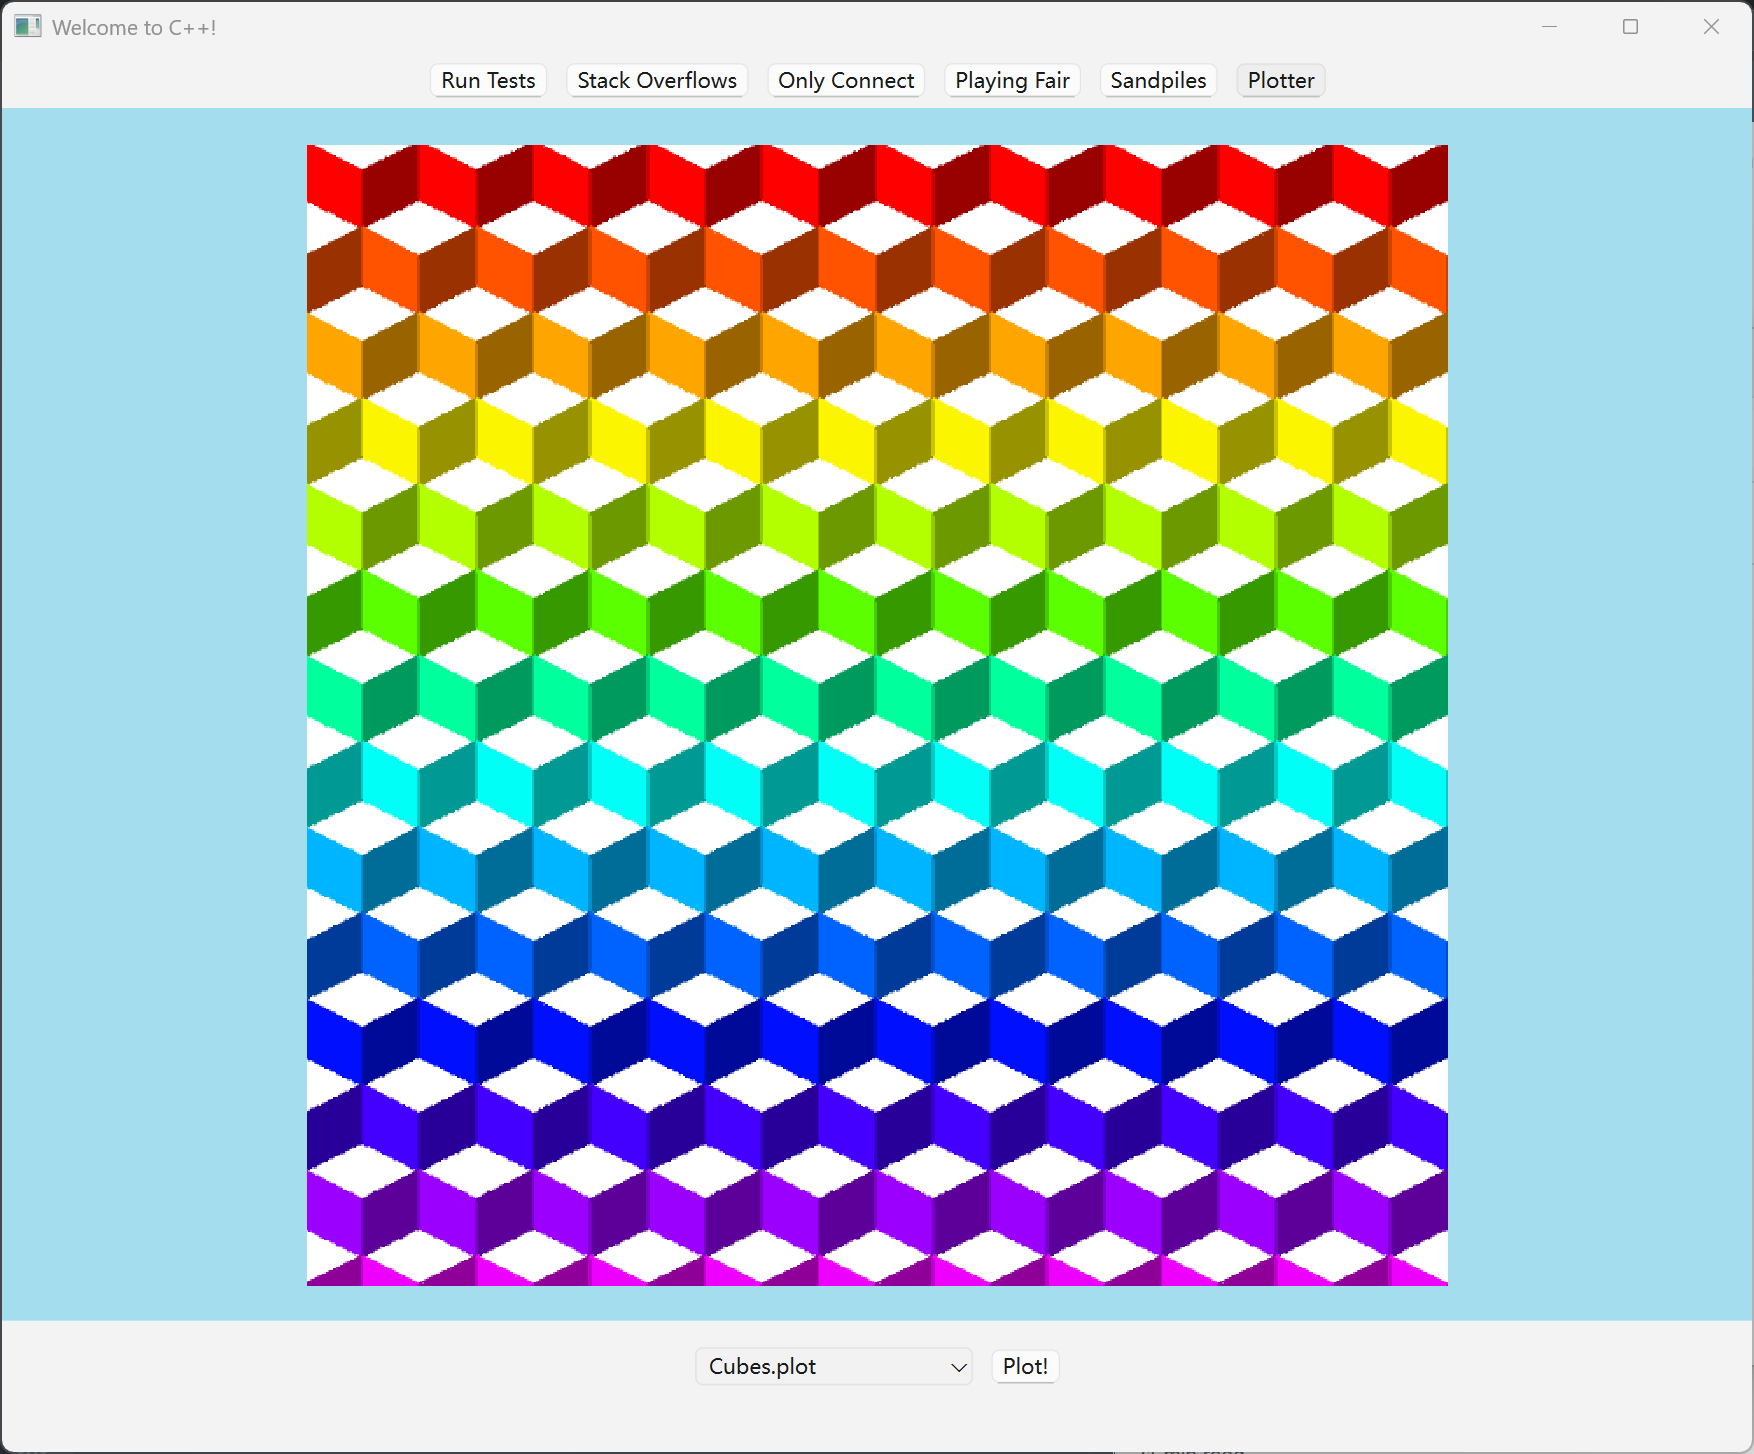 Welcome to C++!
Run Tests
Stack Overflows
Only Connect
Playing Fair
Sandpiles
Plotter
Cubes.plot
Plot!